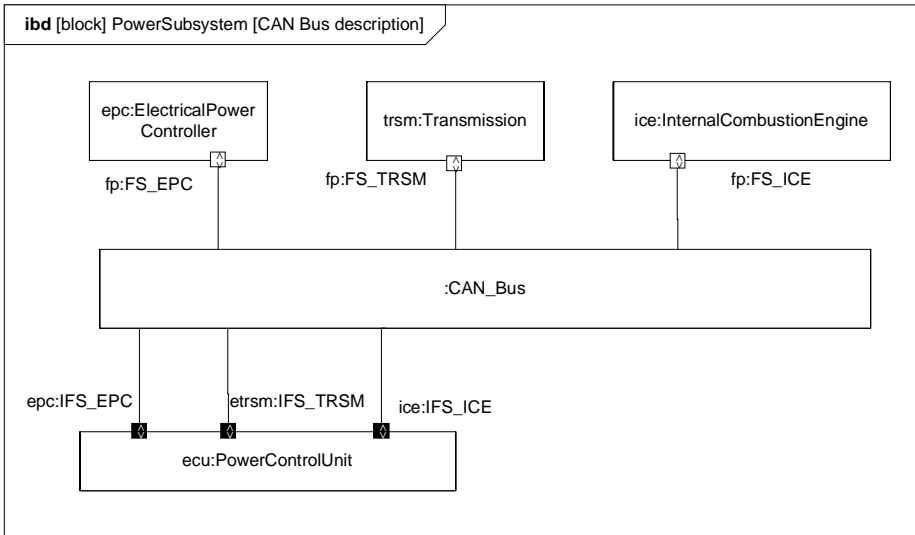 ibd [block] PowerSubsystem [CAN Bus description]
epc:ElectricalPower
Controller
trsm:Transmission
ice:InternalCombustionEngine
fp:FS_EPC
fp:FS_TRSM
fp:FS_ICE
:CAN_Bus
epc:IFS_EPC
etrsm:IFS_TRSM
ice:IFS_ICE
ecu:PowerControlUnit